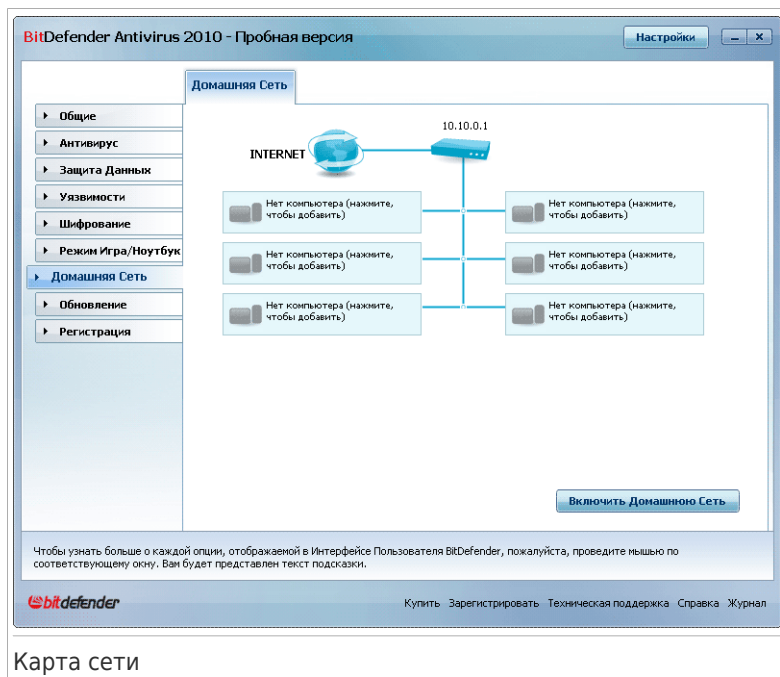 BitDefender Antivirus 2010 - Пробная версия
Настройки
Домашняя Сеть
Общие
Антивирус
Защита Данных
Уязвимости
Шифрование
Режим Игра/Ноутбук
Домашняя Сеть
Обновление
Регистрация
10.10.0.1
INTERNET
Нет компьютера (нажмите,
чтобы добавить)
Нет компьютера (нажмите,
чтобы добавить)
Нет компьютера (нажмите,
чтобы добавить)
Нет компьютера (нажмите,
чтобы добавить)
Нет компьютера (нажмите,
чтобы добавить)
Нет компьютера (нажмите,
чтобы добавить)
Включить Домашнюю Сеть
Чтобы узнать больше о каждой опции, отображаемой в Интерфейсе Пользователя BitDefender, пожалуйста, проведите мышью по
соответствующему окну. Вам будет представлен текст подсказки.
bitdefender
Купить Зарегистрировать Техническая поддержка Справка Журнал
Карта сети